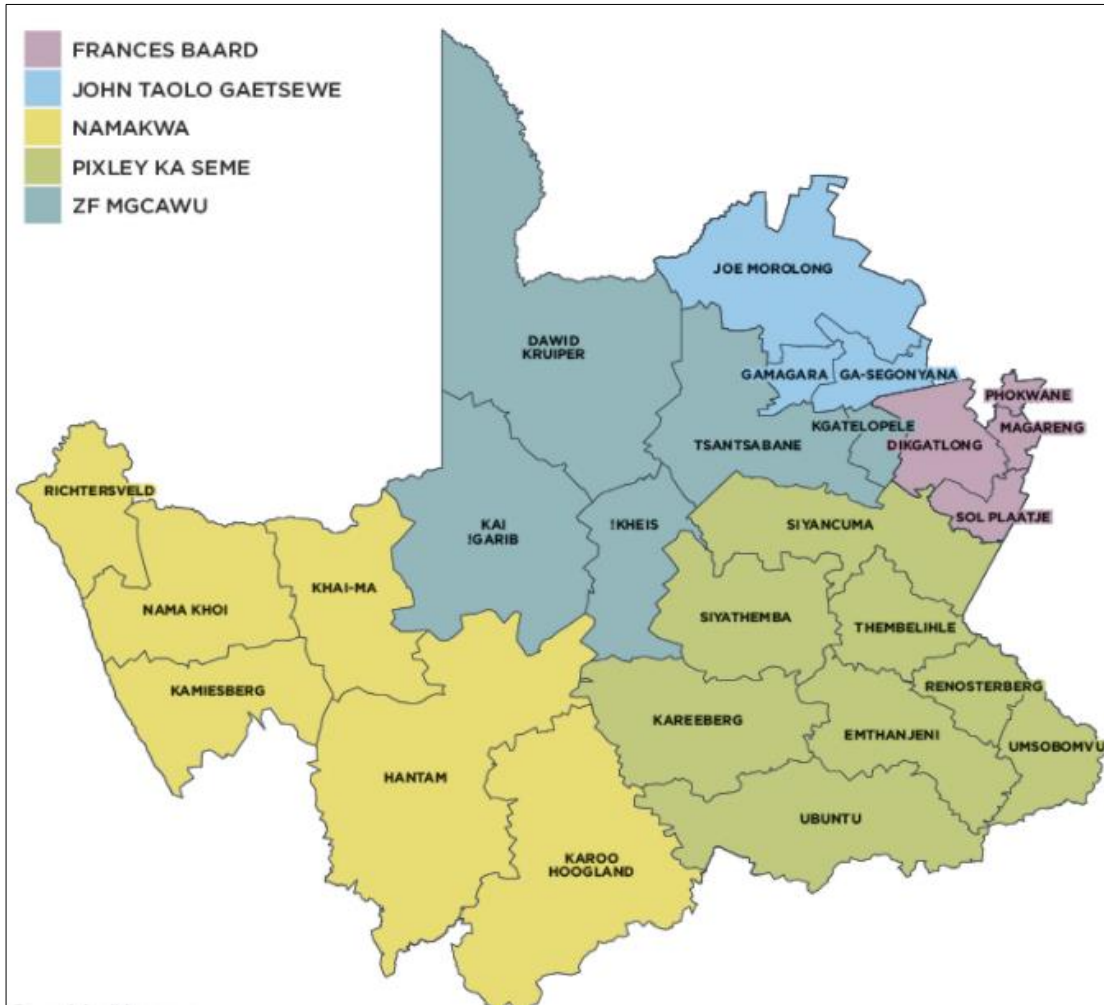 FRANCES BAARD
JOHN TAOLO GAETSEWE
NAMAKWA
PIXLEY KA SEME
ZF MGCAWU
JOE MOROLONG
DAWID
KRUIPER
GAMAGARA
GA-SEGONYANA
PHOKWANE
MAGARENG
KGATELOPELE
DIKGATLONG
TSANTSABANE
RICHTERSVELD
SOL PLAATJE
KAI
!GARIB
!KHEIS
SIYANCUMA
KHAI-MA
NAMA KHOI
SIYATHEMBA
THEMBELIHLE
KAMIESBERG
RENOSTERBERG
KAREEBERG
EMTHANJENI
UMSOBOMVU
HANTAM
UBUNTU
KAROO
HOOGLAND